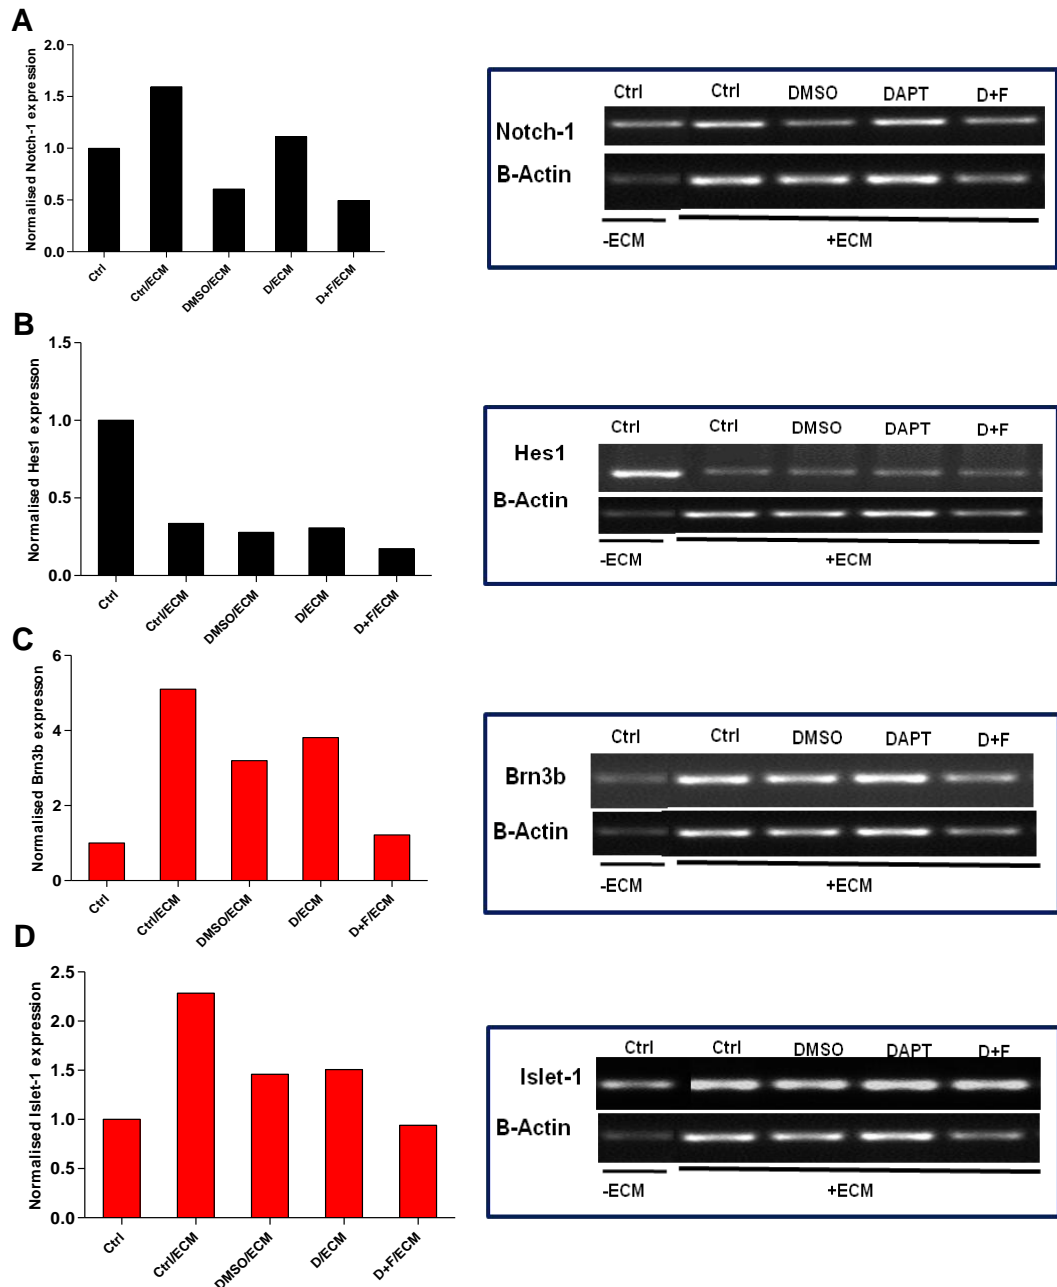 A
Normalised Notch-1 expression
2.0
1.5
1.0
0.5
0.0
Ctrl
Ctrl/ECM
DMSO/ECM
D/ECM
D+F/ECM
Ctrl Ctrl DMSO DAPT D+F
Notch-1
B-Actin
-ECM +ECM
B
Normalised Hes1 expresson
1.5
1.0
0.5
0.0
Ctrl
Ctrl/ECM
DMSO/ECM
D/ECM
D+F/ECM
Ctrl Ctrl DMSO DAPT D+F
Hes1
B-Actin
-ECM +ECM
C
Normalised Brn3b expresson
6
4
2
0
Ctrl
Ctrl/ECM
DMSO/ECM
D/ECM
D+F/ECM
Ctrl Ctrl DMSO DAPT D+F
Brn3b
B-Actin
-ECM +ECM
D
Normalised Islet-1 expression
2.5
2.0
1.5
1.0
0.5
0.0
Ctrl
Ctrl/ECM
DMSO/ECM
D/ECM
D+F/ECM
Ctrl Ctrl DMSO DAPT D+F
Islet-1
B-Actin
-ECM +ECM